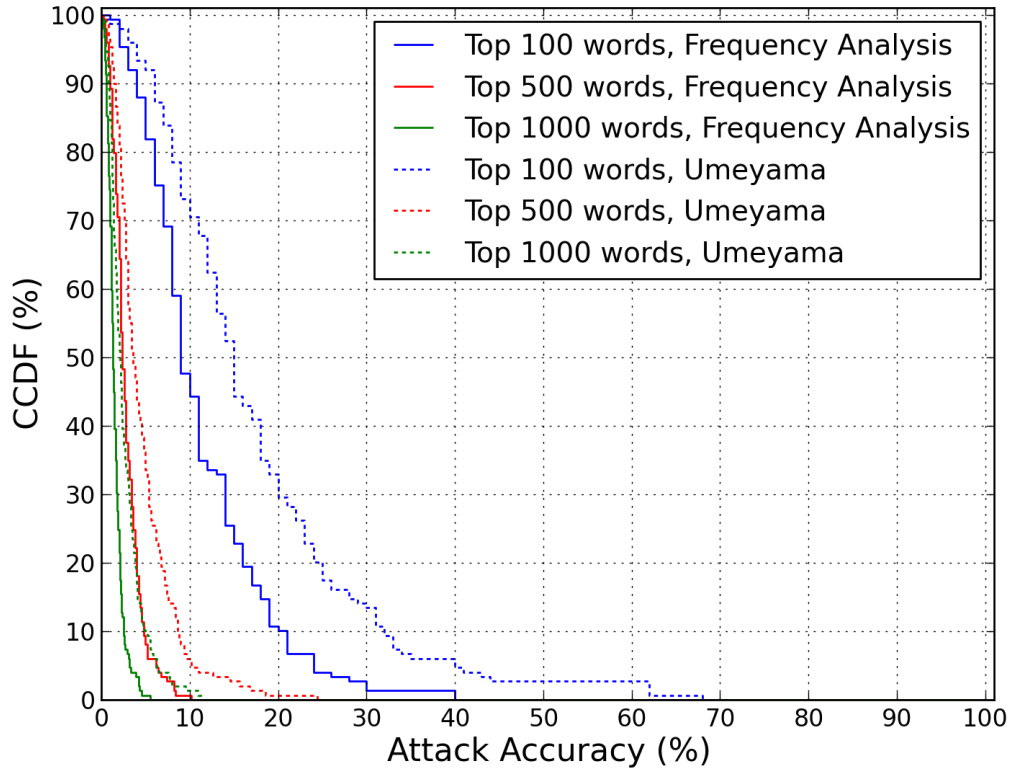 Top 100 words, Frequency Analysis
Top 500 words, Frequency Analysis
Top 1000 words, Frequency Analysis
Top 100 words, Umeyama
Top 500 words, Umeyama
Top 1000 words, Umeyama
CCDF (%)
100
90
80
70
60
50
40
30
20
10
0
0 10 20 30 40 50 60 70 80 90 100
Attack Accuracy (%)